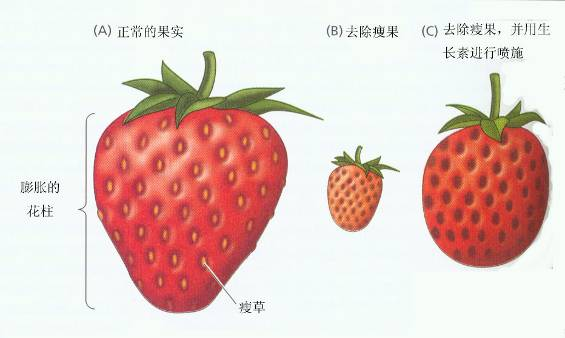 (A) 正常的果实
(B) 去除瘦果
(C) 去除瘦果，并用生
长素进行喷施
膨胀的
花柱
瘦草